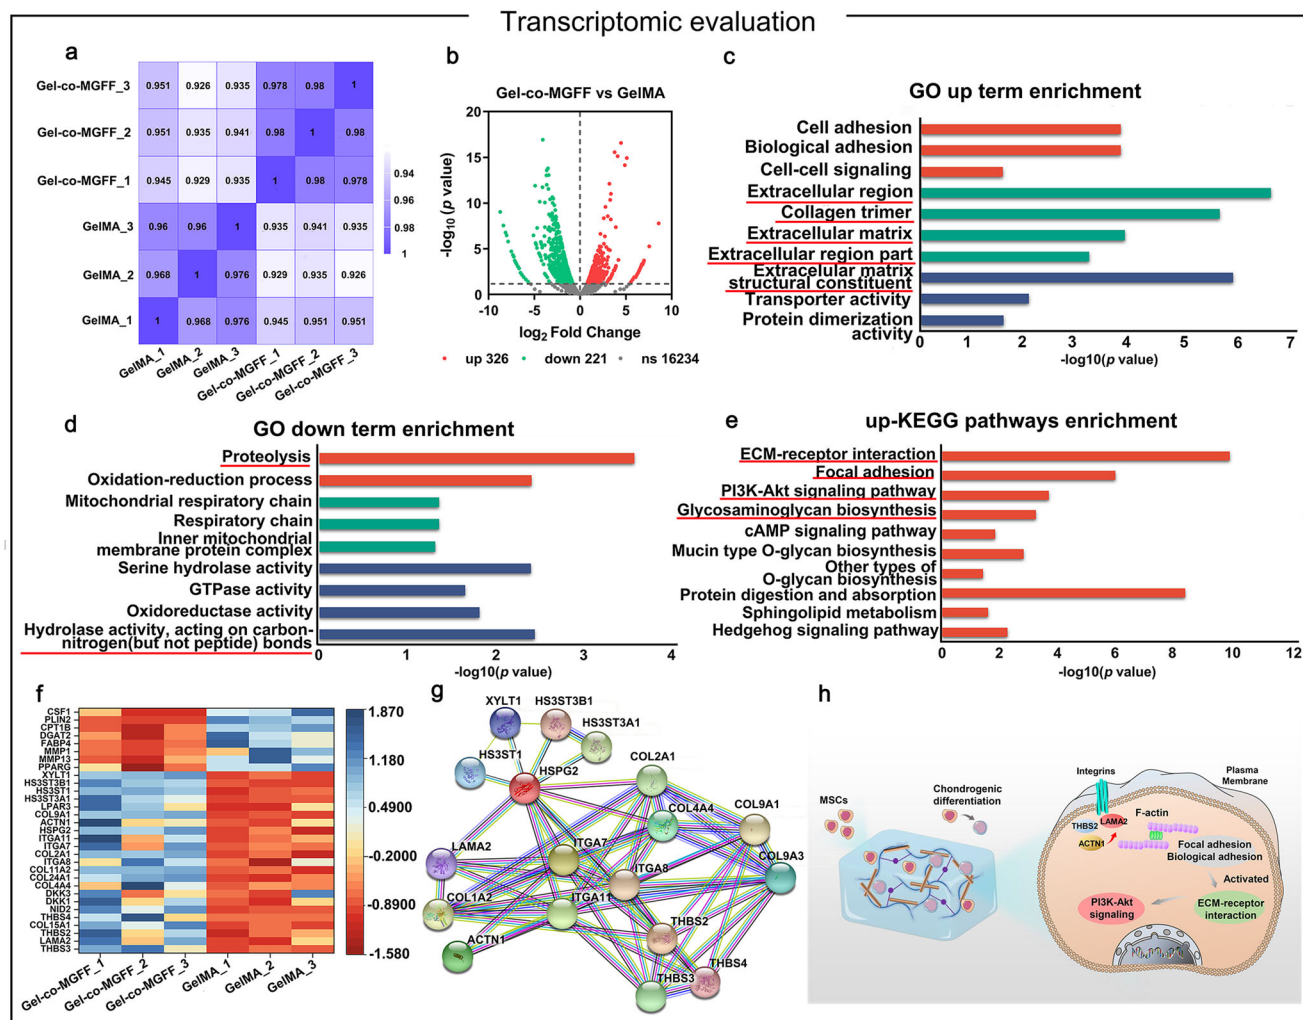 Transcriptomic evaluation
a
Gel-co-MGFF_3
0.951 0.926 0.935 0.978 0.98 1
Gel-co-MGFF_2
0.951 0.935 0.941 0.98 1 0.98
Gel-co-MGFF_1
0.945 0.929 0.935 1 0.98 0.978
GelMA_3
0.96 0.96 1 0.935 0.941 0.935
GelMA_2
0.968 1 0.976 0.929 0.935 0.926
GelMA_1
1 0.968 0.976 0.945 0.951 0.951
GelMA_1 GelMA_2 GelMA_3 Gel-co-MGFF_1 Gel-co-MGFF_2 Gel-co-MGFF_3
0.94
0.96
0.98
1
b
Gel-co-MGFF vs GelMA
-log10 (p value)
20
15
10
5
0
-10 -5 0 5 10
log2 Fold Change
up 326 down 221 ns 16234
c
GO up term enrichment
Cell adhesion
Biological adhesion
Cell-cell signaling
Extracellular region
Collagen trimer
Extracellular matrix
Extracellular region part
Extracelular matrix
structural constituent
Transporter activity
Protein dimerization
activity
0 1 2 3 4 5 6 7
-log10(p value)
d
GO down term enrichment
Proteolysis
Oxidation-reduction process
Mitochondrial respiratory chain
Respiratory chain
Inner mitochondrial
membrane protein complex
Serine hydrolase activity
GTPase activity
Oxidoreductase activity
Hydrolase activity, acting on carbon-
nitrogen(but not peptide) bonds
0 1 2 3 4
-log10(p value)
e
up-KEGG pathways enrichment
ECM-receptor interaction
Focal adhesion
PI3K-Akt signaling pathway
Glycosaminoglycan biosynthesis
cAMP signaling pathway
Mucin type O-glycan biosynthesis
Other types of
O-glycan biosynthesis
Protein digestion and absorption
Sphingolipid metabolism
Hedgehog signaling pathway
0 2 4 6 8 10 12
-log10(p value)
f
CSF1
PLIN2
CPT1B
DGAT2
FABP4
MMP1
MMP13
PPARG
XYLT1
HS3ST3B1
HS3ST1
HS3ST3A1
LPAR3
COL9A1
ACTN1
HSPG2
ITGA11
ITGA7
COL2A1
ITGA8
COL11A2
COL24A1
COL4A4
DKK3
DKK1
NID2
THBS4
COL15A1
THBS2
LAMA2
THBS3
Gel-co-MGFF_1 Gel-co-MGFF_2 Gel-co-MGFF_3 GelMA_1 GelMA_2 GelMA_3
1.870
1.180
0.4900
-0.2000
-0.8900
-1.580
g
XYLT1
HS3ST3B1
HS3ST3A1
HS3ST1
HSPG2
COL2A1
COL4A4
COL9A1
LAMA2
ITGA7
ITGA8
COL9A3
COL1A2
ITGA11
THBS2
ACTN1
THBS3
THBS4
h
MSCs
Chondrogenic
differentiation
Integrins
Plasma
Membrane
THBS2
LAMA2
F-actin
ACTN1
Focal adhesion
Biological adhesion
Activated
PI3K-Akt
signaling
ECM-receptor
interaction